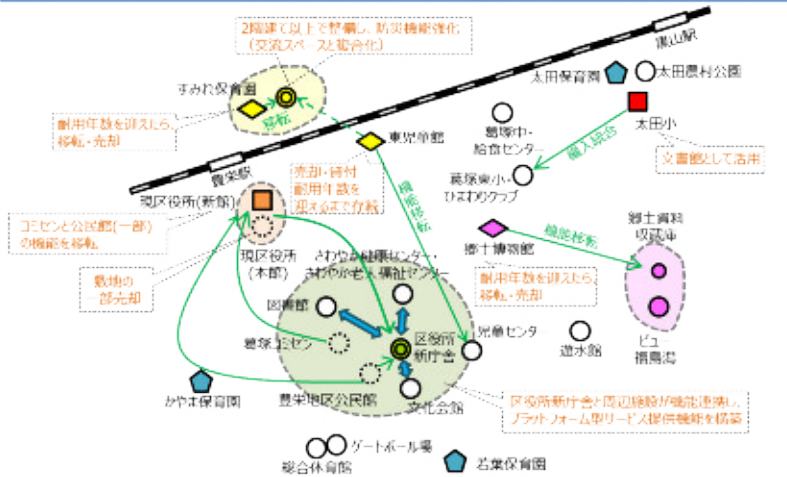 2階建て以上で整備し、防災機能強化
(交流スペースと複合化)
黒山駅
太田保育園
太田農村公園
すみれ保育園
移転
耐用年数を迎えたら、
移転・売却
東児童館
葛塚中・
給食センター
太田小
編入統合
文書館として活用
豊栄駅
売却・貸付
耐用年数を
迎えるまで存続
機能移転
葛塚東小・
ひまわりクラブ
現区役所(新館)
コミセンと公民館(一部)
の機能を移転
郷土博物館
機能移転
郷土資料
収蔵庫
現区役所
(本館)
さわやか健康センター・
さわやか老人福祉センター
耐用年数を迎えたら、
移転・売却
敷地の
一部売却
図書館
葛塚コミセン
区役所
新庁舎
児童センター
遊水館
ビュー
福島潟
かやま保育園
豊栄地区公民館
文化会館
区役所新庁舎と周辺施設が機能連携し、
プラットフォーム型サービス提供機能を構築
ゲートボール場
総合体育館
若葉保育園